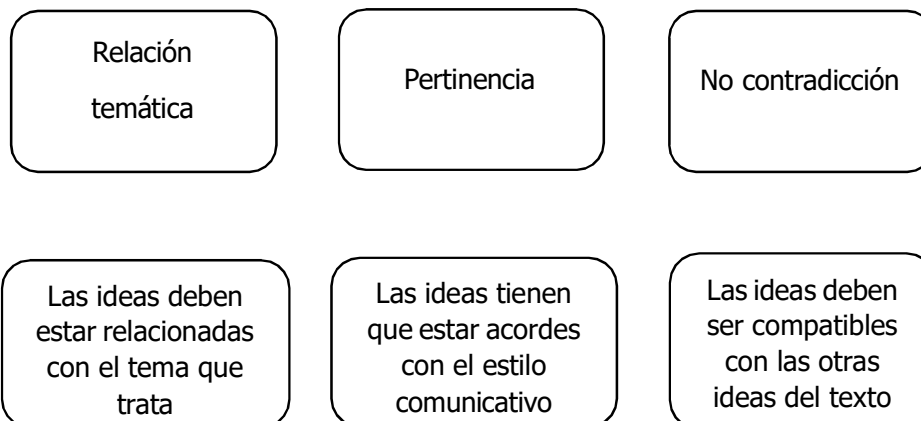 Relación
temática
Pertinencia
No contradicción
Las ideas deben
estar relacionadas
con el tema que
trata
Las ideas tienen
que estar acordes
con el estilo
comunicativo
Las ideas deben
ser compatibles
con las otras
ideas del texto